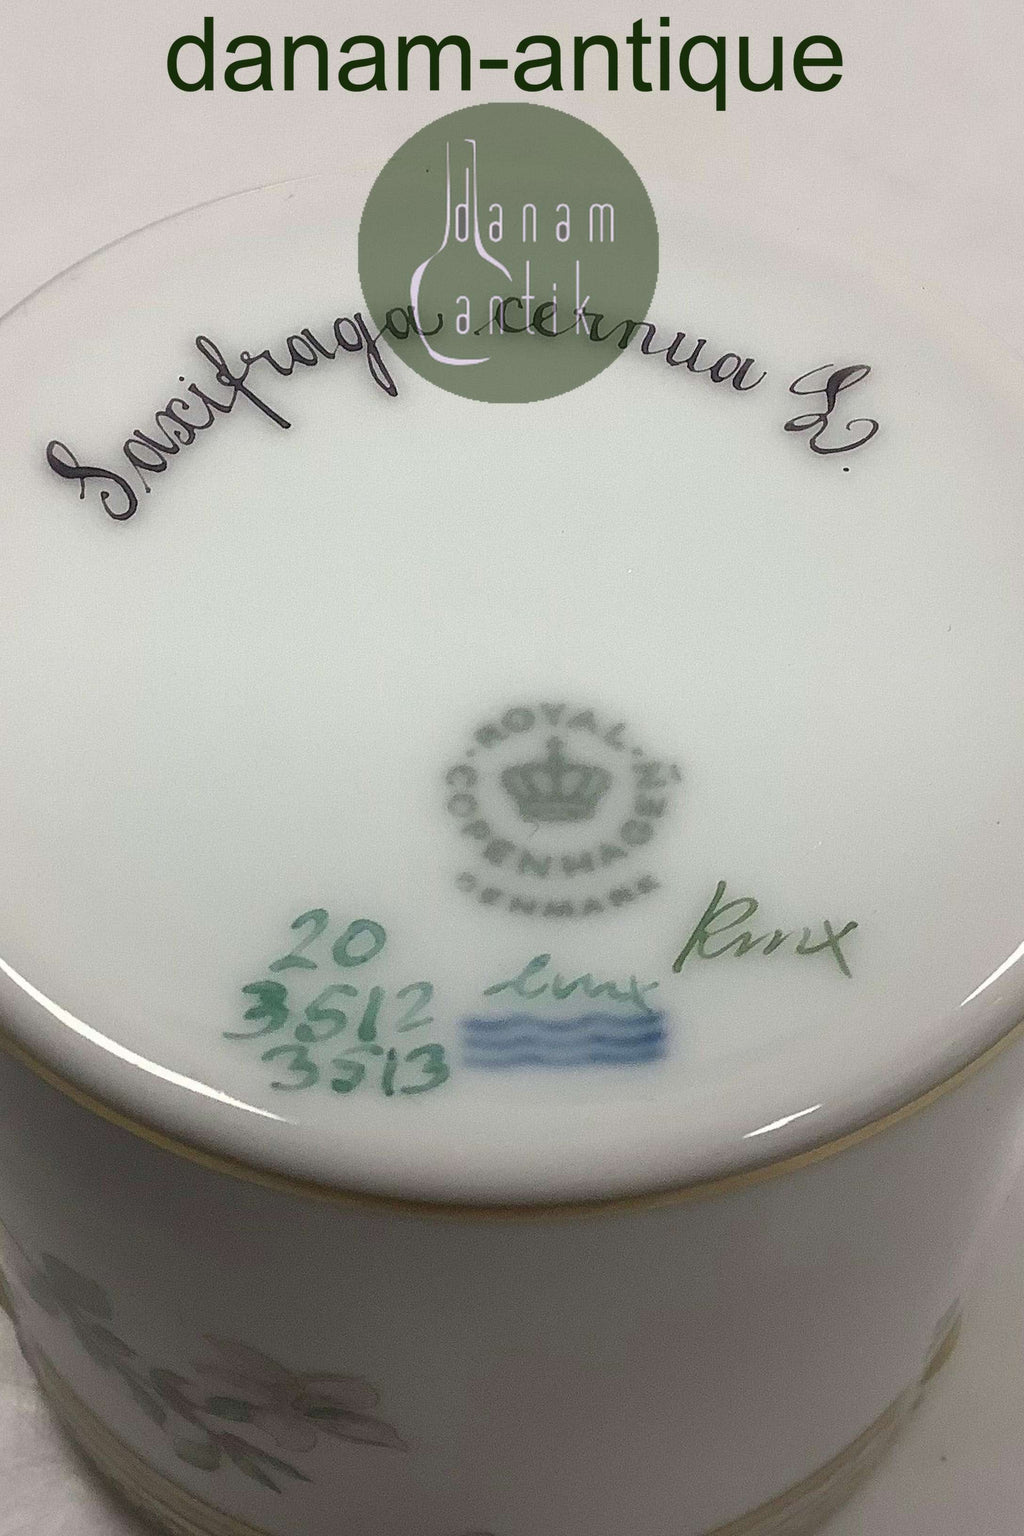 danam-antique
danam
antik
Saxifraga cernua L.
ROYAL
COPENHAGEN
DENMARK
20
3512
3513